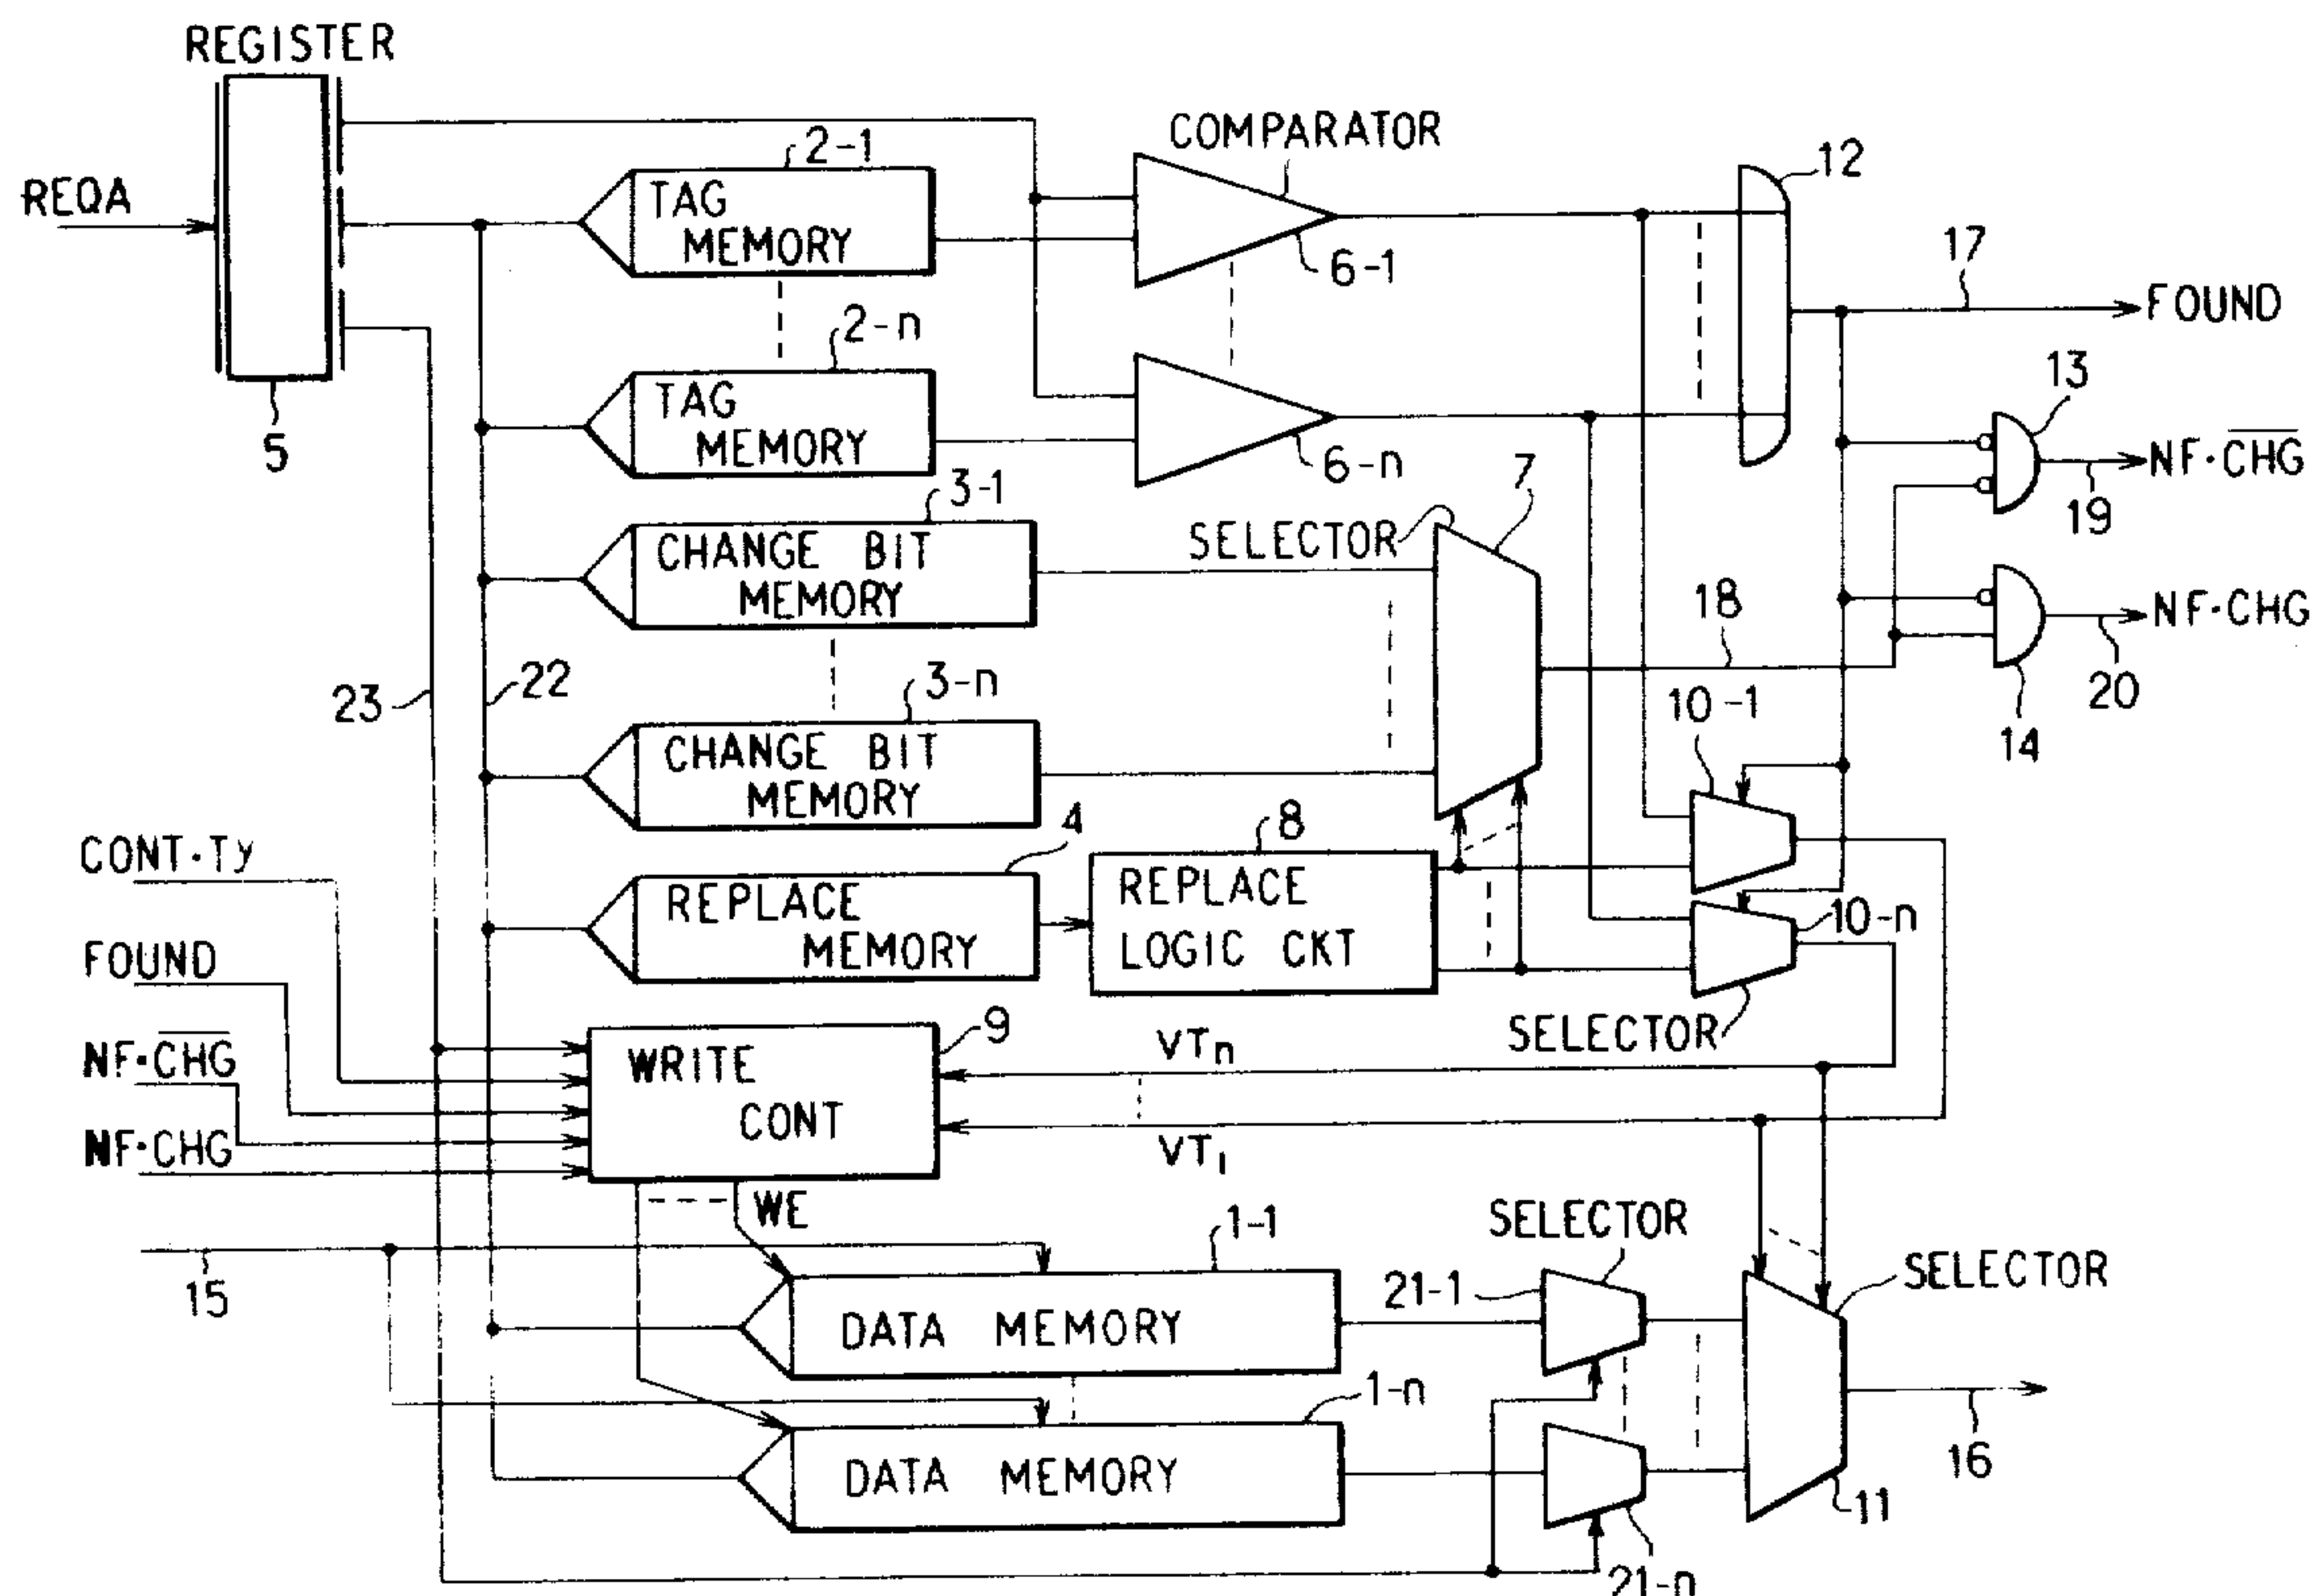 REGISTER
REQA
5
TAG
MEMORY
2-1
TAG
MEMORY
2-n
COMPARATOR
6-1
6-n
12
17
FOUND
13
NF·C̅H̅G̅
19
14
NF·CHG
20
CHANGE BIT
MEMORY
3-1
CHANGE BIT
MEMORY
3-n
SELECTOR
7
18
23
22
10-1
10-n
SELECTOR
REPLACE
MEMORY
4
REPLACE
LOGIC CKT
8
CONT·TY
FOUND
NF·C̅H̅G̅
NF·CHG
WRITE
CONT
9
VTn
VT1
WE
15
DATA MEMORY
1-1
DATA MEMORY
1-n
SELECTOR
21-1
21-n
SELECTOR
11
16